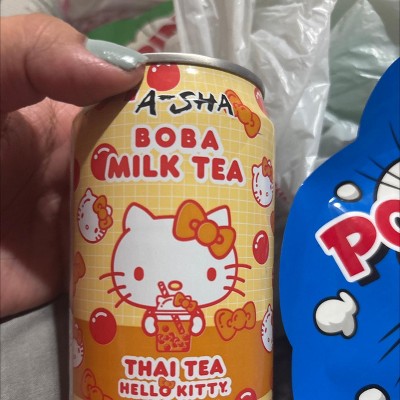 A-SHA
BOBA
MILK TEA
THAI TEA
HELLO KITTY